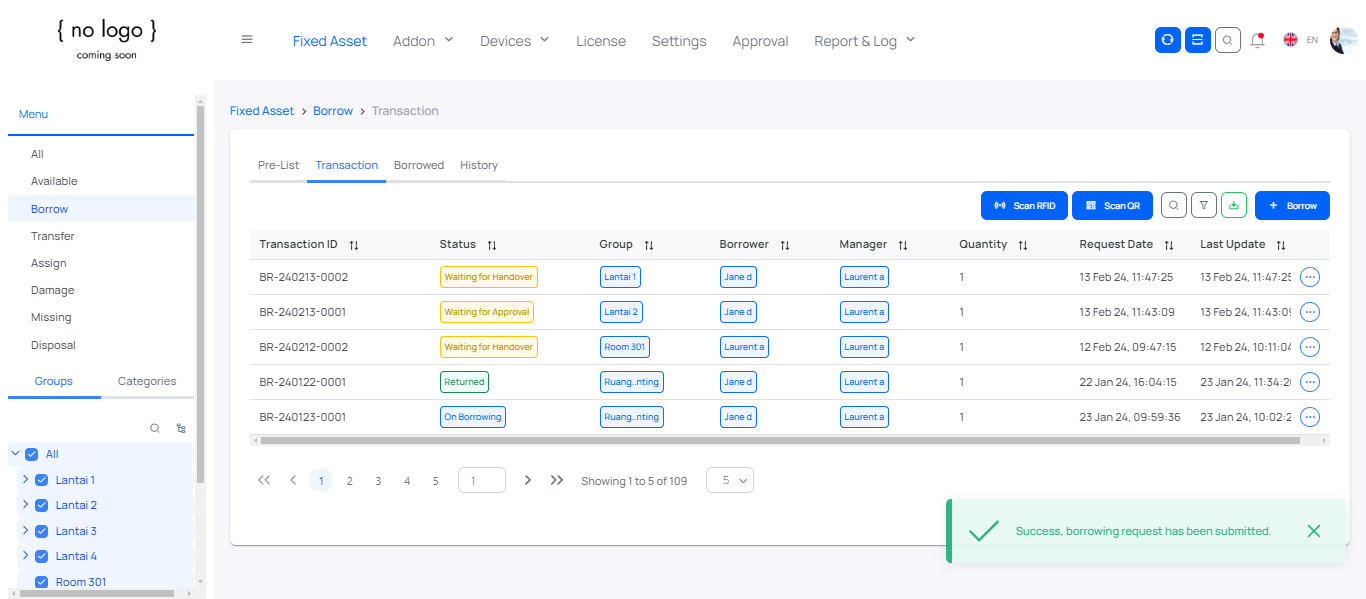 { no logo }
coming soon
Fixed Asset Addon Devices License Settings Approval Report & Log EN
Menu
All
Available
Borrow
Transfer
Assign
Damage
Missing
Disposal
Groups Categories
All
Lantai 1
Lantai 2
Lantai 3
Lantai 4
Room 301
Fixed Asset > Borrow > Transaction
Pre-List Transaction Borrowed History
Scan RFID Scan QR + Borrow
Transaction ID Status Group Borrower Manager Quantity Request Date Last Update
BR-240213-0002 Waiting for Handover Lantai 1 Jane d Laurent a 1 13 Feb 24, 11:47:25 13 Feb 24, 11:47:25
BR-240213-0001 Waiting for Approval Lantai 2 Jane d Laurent a 1 13 Feb 24, 11:43:09 13 Feb 24, 11:43:09
BR-240212-0002 Waiting for Handover Room 301 Laurent a Laurent a 1 12 Feb 24, 09:47:15 12 Feb 24, 10:11:04
BR-240122-0001 Returned Ruang..nting Jane d Laurent a 1 22 Jan 24, 16:04:15 23 Jan 24, 11:34:2
BR-240123-0001 On Borrowing Ruang..nting Jane d Laurent a 1 23 Jan 24, 09:59:36 23 Jan 24, 10:02:2
1 2 3 4 5 1 Showing 1 to 5 of 109 5
Success, borrowing request has been submitted.